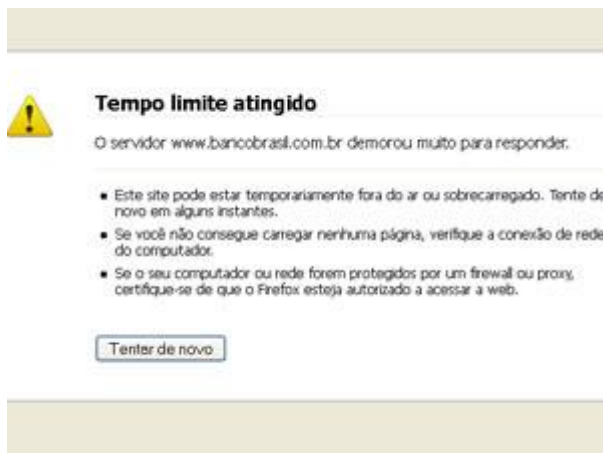 Tempo limite atingido
O servidor www.bancobrasil.com.br demorou muito para responder.
Este site pode estar temporariamente fora do ar ou sobrecarregado. Tente de
novo em alguns instantes.
Se você não consegue carregar nenhuma página, verifique a conexão de rede
do computador.
Se o seu computador ou rede forem protegidos por um firewall ou proxy,
certifique-se de que o Firefox esteja autorizado a acessar a web.
Tentar de novo